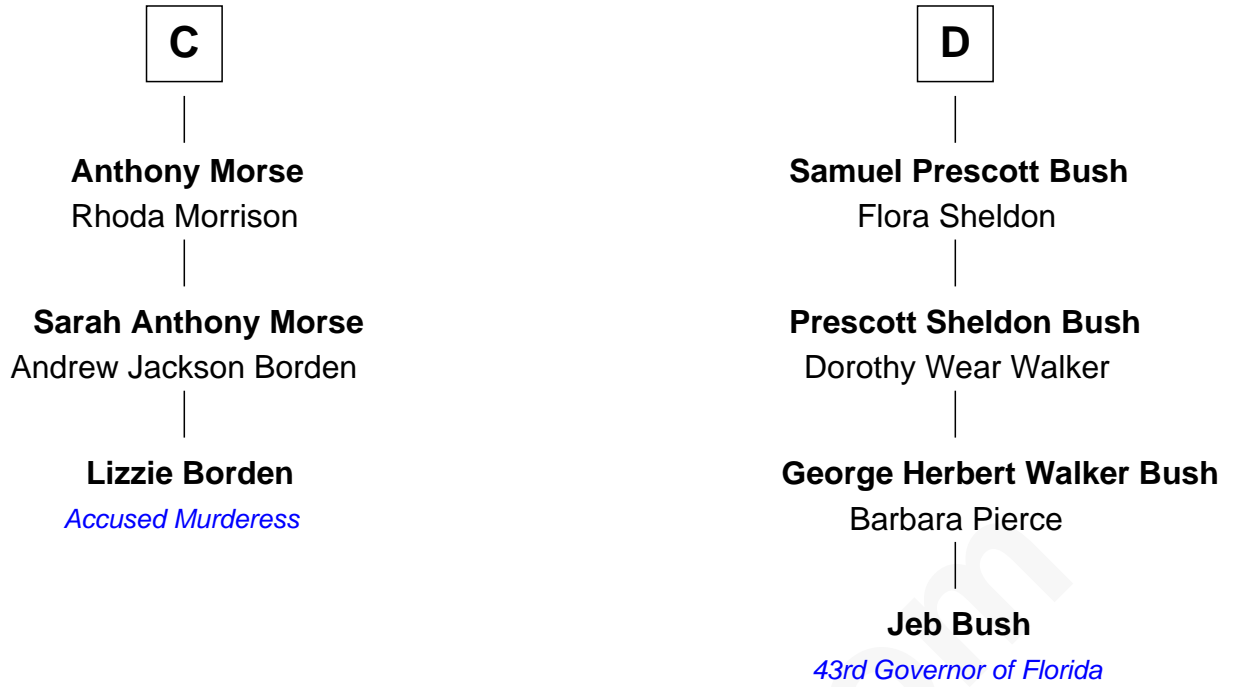 C
Anthony Morse
Rhoda Morrison
Sarah Anthony Morse
Andrew Jackson Borden
Lizzie Borden
Accused Murderess
D
Samuel Prescott Bush
Flora Sheldon
Prescott Sheldon Bush
Dorothy Wear Walker
George Herbert Walker Bush
Barbara Pierce
Jeb Bush
43rd Governor of Florida